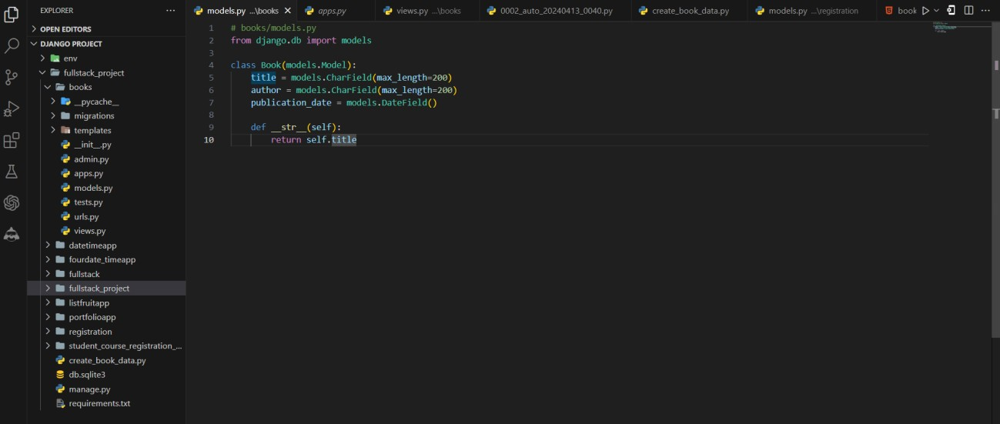 EXPLORER
···
OPEN EDITORS
DJANGO PROJECT
env
fullstack_project
books
__pycache__
migrations
templates
__init__.py
admin.py
apps.py
models.py
tests.py
urls.py
views.py
datetimeapp
fourdate_timeapp
fullstack
fullstack_project
listfruitapp
portfolioapp
registration
student_course_registration_...
create_book_data.py
db.sqlite3
manage.py
requirements.txt
models.py ...\books
apps.py
views.py ...\books
0002_auto_20240413_0040.py
create_book_data.py
models.py ...\registration
book
1 # books/models.py
2 from django.db import models
3
4 class Book(models.Model):
5     title = models.CharField(max_length=200)
6     author = models.CharField(max_length=200)
7     publication_date = models.DateField()
8
9     def __str__(self):
10         return self.title